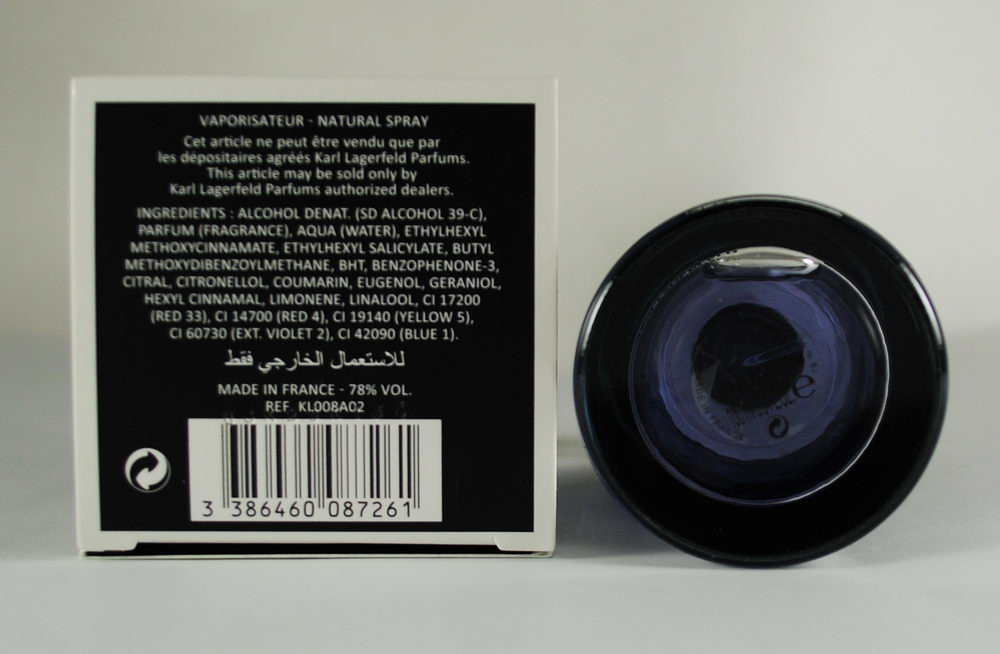 VAPORISATEUR - NATURAL SPRAY
Cet article ne peut être vendu que par
les dépositaires agréés Karl Lagerfeld Parfums.
This article may be sold only by
Karl Lagerfeld Parfums authorized dealers.
INGREDIENTS : ALCOHOL DENAT. (SD ALCOHOL 39-C),
PARFUM (FRAGRANCE), AQUA (WATER), ETHYLHEXYL
METHOXYCINNAMATE, ETHYLHEXYL SALICYLATE, BUTYL
METHOXYDIBENZOYLMETHANE, BHT, BENZOPHENONE-3,
CITRAL, CITRONELLOL, COUMARIN, EUGENOL, GERANIOL,
HEXYL CINNAMAL, LIMONENE, LINALOOL, CI 17200
(RED 33), CI 14700 (RED 4), CI 19140 (YELLOW 5),
CI 60730 (EXT. VIOLET 2), CI 42090 (BLUE 1).
للاستعمال الخارجي فقط
MADE IN FRANCE - 78% VOL.
REF. KL008A02
3 386460 087261
MADE IN FRANCE
e